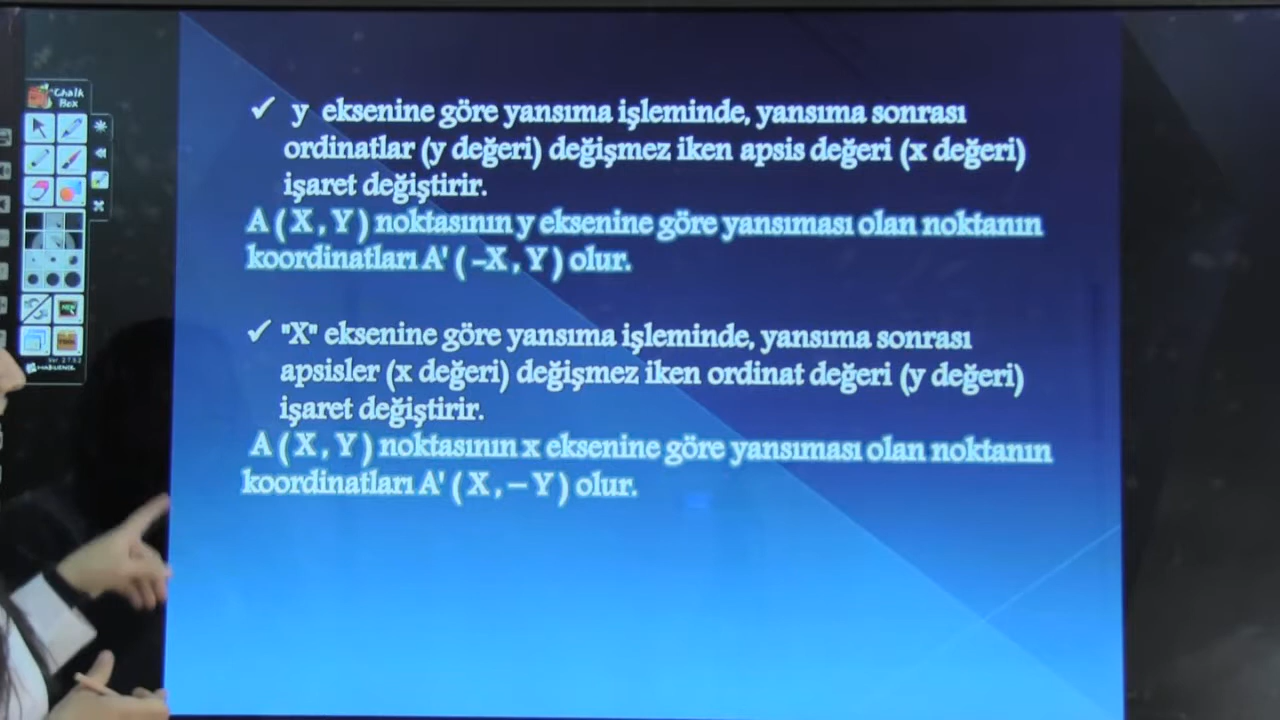 Chalk
Box
✓ y eksenine göre yansıma işleminde, yansıma sonrası
ordinatlar (y değeri) değişmez iken apsis değeri (x değeri)
işaret değiştirir.
A ( X , Y ) noktasının y eksenine göre yansıması olan noktanın
koordinatları A' ( –X , Y ) olur.
✓ "X" eksenine göre yansıma işleminde, yansıma sonrası
apsisler (x değeri) değişmez iken ordinat değeri (y değeri)
işaret değiştirir.
A ( X , Y ) noktasının x eksenine göre yansıması olan noktanın
koordinatları A' ( X , – Y ) olur.